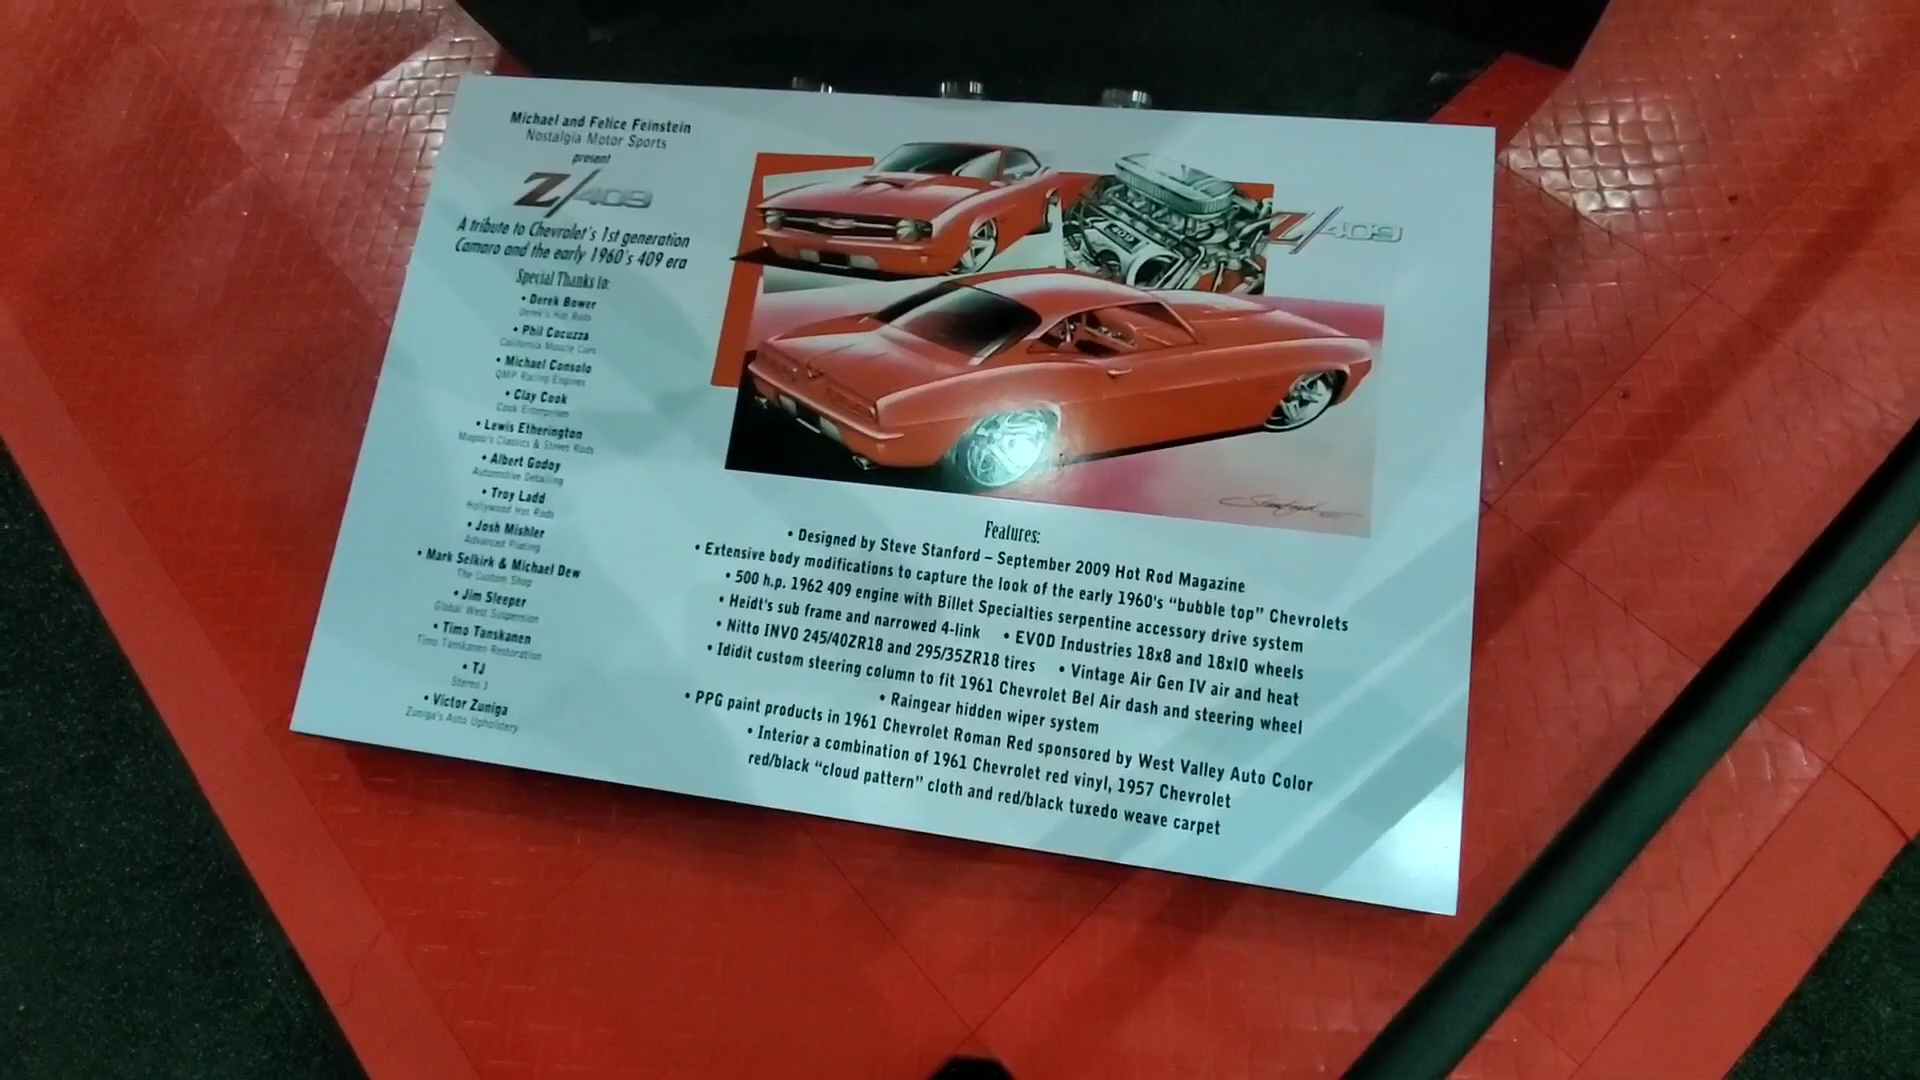 Michael and Felice Feinstein
Nostalgia Motor Sports
present
Z/409
A tribute to Chevrolet's 1st generation
Camaro and the early 1960's 409 era
Special Thanks to:
• Derek Bower
Derek's Hot Rods
• Phil Cocuzza
California Muscle Cars
• Michael Consolo
QMP Racing Engines
• Clay Cook
Cook Enterprises
• Lewis Etherington
Magoo's Classics & Street Rods
• Albert Godoy
Automotive Detailing
• Troy Ladd
Hollywood Hot Rods
• Josh Mishler
Advanced Plating
• Mark Selkirk & Michael Dew
The Custom Shop
• Jim Sleeper
Global West Suspension
• Timo Tanskanen
Timo Tanskanen Restoration
• TJ
Stereo 1
• Victor Zuniga
Zuniga's Auto Upholstery
Z/409
409
Features:
• Designed by Steve Stanford – September 2009 Hot Rod Magazine
• Extensive body modifications to capture the look of the early 1960's "bubble top" Chevrolets
• 500 h.p. 1962 409 engine with Billet Specialties serpentine accessory drive system
• Heidt's sub frame and narrowed 4-link • EVOD Industries 18x8 and 18x10 wheels
• Nitto INVO 245/40ZR18 and 295/35ZR18 tires • Vintage Air Gen IV air and heat
• Ididit custom steering column to fit 1961 Chevrolet Bel Air dash and steering wheel
• Raingear hidden wiper system
• PPG paint products in 1961 Chevrolet Roman Red sponsored by West Valley Auto Color
• Interior a combination of 1961 Chevrolet red vinyl, 1957 Chevrolet
red/black "cloud pattern" cloth and red/black tuxedo weave carpet